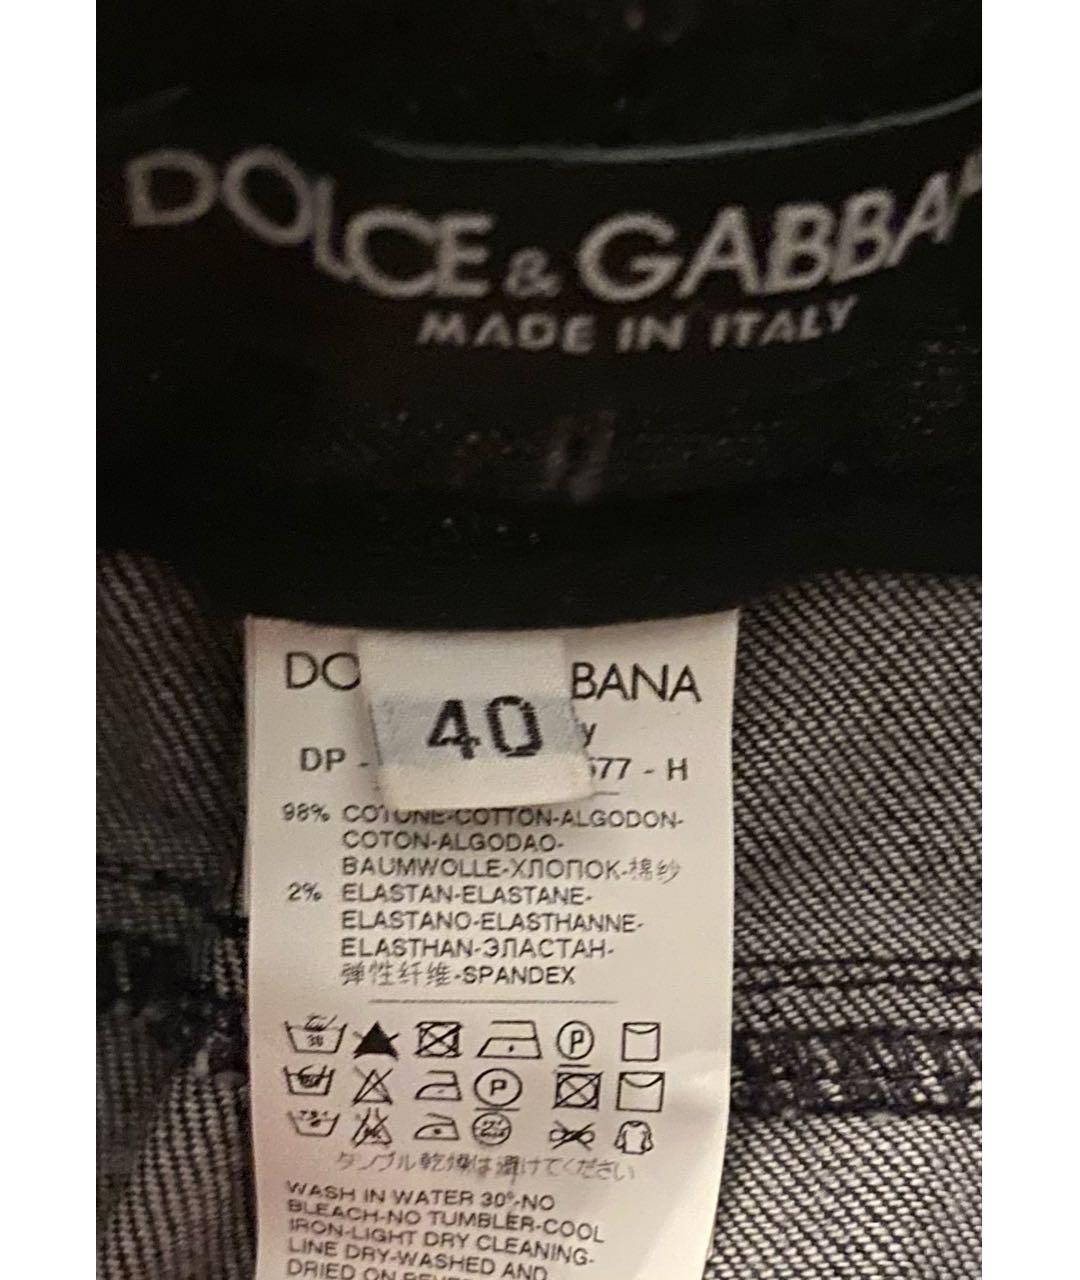 DOLCE & GABBA
MADE IN ITALY
DO BANA
40
y
DP - 577 - H
98% COTONE-COTTON-ALGODON-
COTON-ALGODAO-
BAUMWOLLE-ХЛОПОК-棉纱
2% ELASTAN-ELASTANE-
ELASTANO-ELASTHANNE-
ELASTHAN-ЭЛАСТАН-
弹性纤维-SPANDEX
30
P
P
タンブル乾燥は避けてください
WASH IN WATER 30°-NO
BLEACH-NO TUMBLER-COOL
IRON-LIGHT DRY CLEANING-
LINE DRY-WASHED AND
DRIED ON